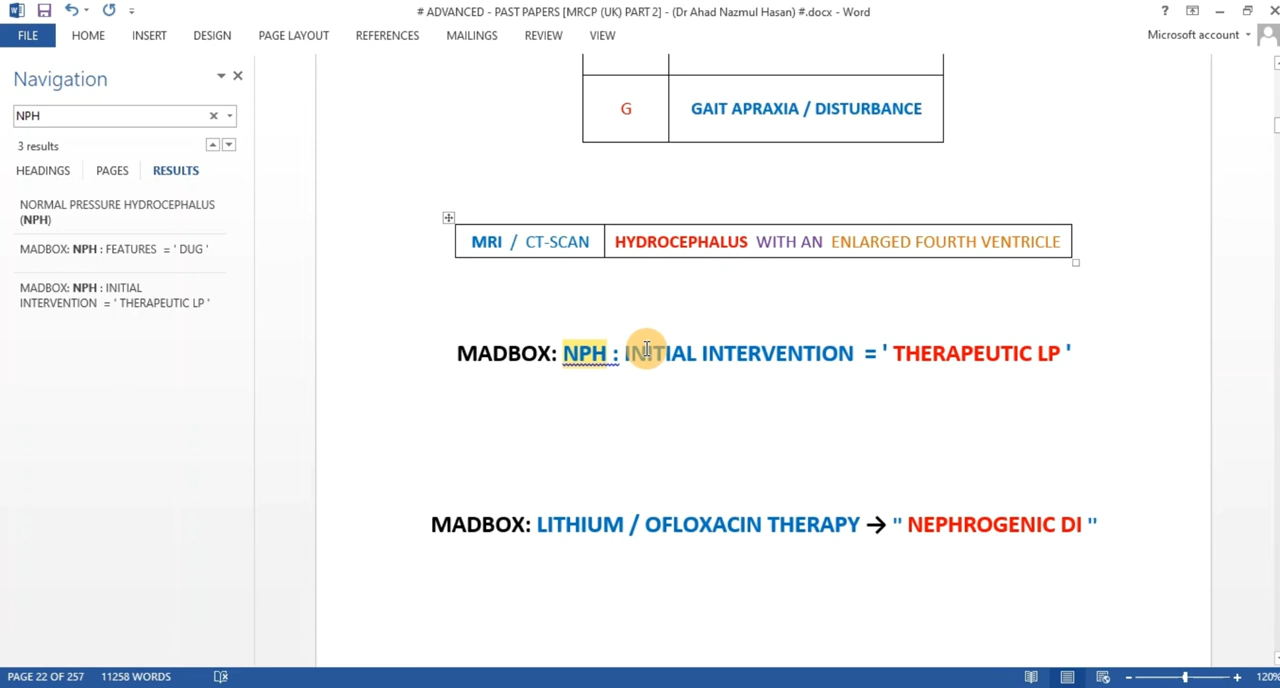 # ADVANCED - PAST PAPERS [MRCP (UK) PART 2] - (Dr Ahad Nazmul Hasan) #.docx - Word
FILE HOME INSERT DESIGN PAGE LAYOUT REFERENCES MAILINGS REVIEW VIEW Microsoft account
Navigation
NPH
3 results
HEADINGS PAGES RESULTS
NORMAL PRESSURE HYDROCEPHALUS
(NPH)
MADBOX: NPH : FEATURES = ' DUG '
MADBOX: NPH : INITIAL
INTERVENTION = ' THERAPEUTIC LP '
G GAIT APRAXIA / DISTURBANCE
MRI / CT-SCAN HYDROCEPHALUS WITH AN ENLARGED FOURTH VENTRICLE
MADBOX: NPH : INITIAL INTERVENTION = ' THERAPEUTIC LP '
MADBOX: LITHIUM / OFLOXACIN THERAPY → " NEPHROGENIC DI "
PAGE 22 OF 257 11258 WORDS 120%